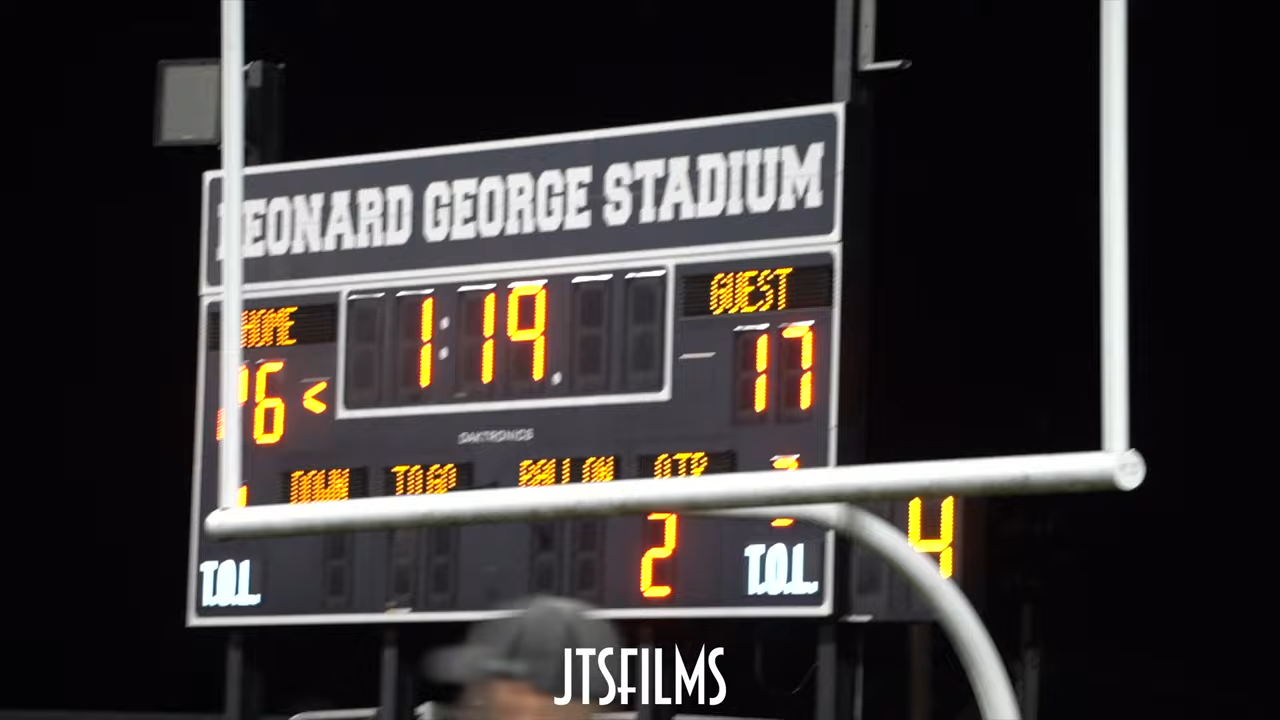 LEONARD GEORGE STADIUM
HOME 1:19 GUEST
26 < 17
DAKTRONICS
DOWN TO GO BALL ON QTR 3
2 4
T.O.L. T.O.L.
JTSFILMS